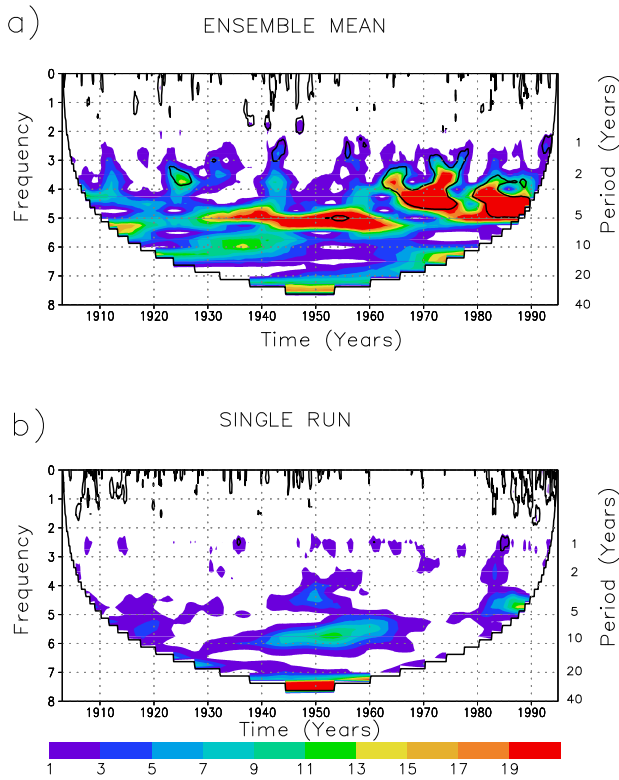 a)
ENSEMBLE MEAN
Frequency
0
1
2
3
4
5
6
7
8
1
2
5
10
20
40
Period (Years)
1910 1920 1930 1940 1950 1960 1970 1980 1990
Time (Years)
b)
SINGLE RUN
Frequency
0
1
2
3
4
5
6
7
8
1
2
5
10
20
40
Period (Years)
1910 1920 1930 1940 1950 1960 1970 1980 1990
Time (Years)
1 3 5 7 9 11 13 15 17 19